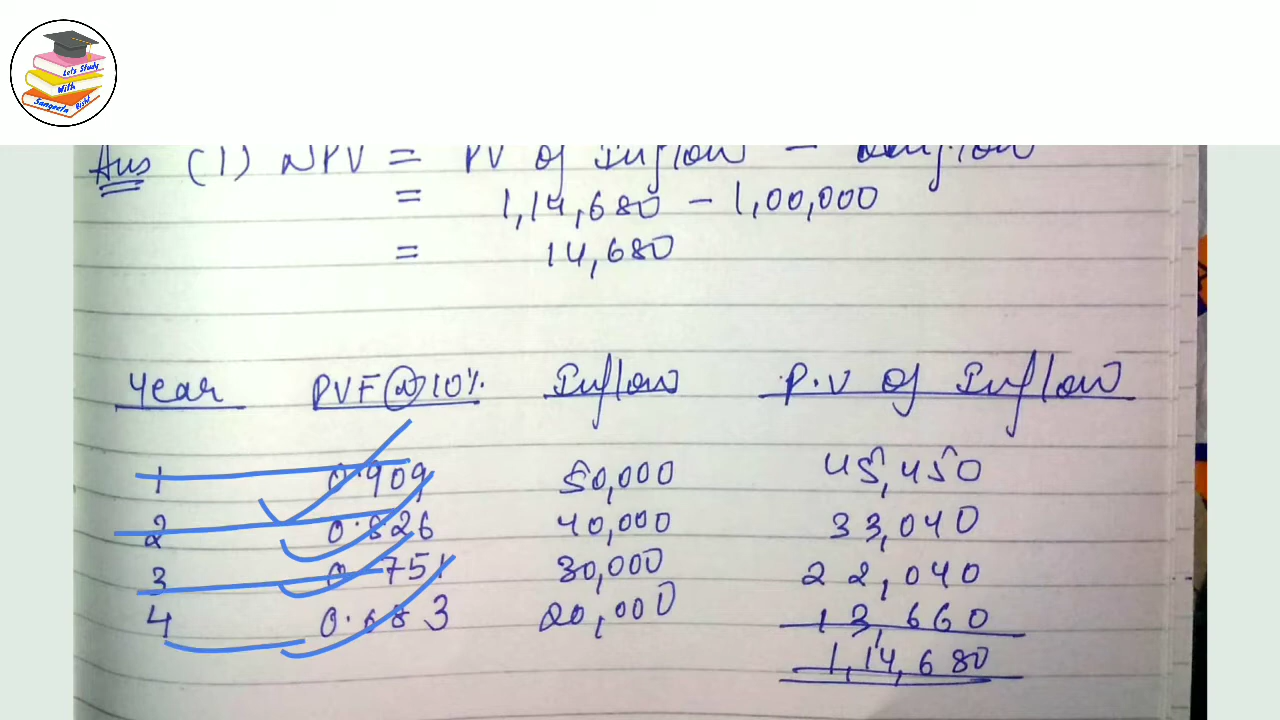 Lets Study
With
Sangeeta Bisht
Ans (1) NPV = PV of Inflow - Outflow
= 1,14,680 - 1,00,000
= 14,680
Year PVF@10% Inflow P.V of Inflow
1 0.909 50,000 45,450
2 0.826 40,000 33,040
3 0.751 30,000 22,040
4 0.683 20,000 13,660
1,14,680